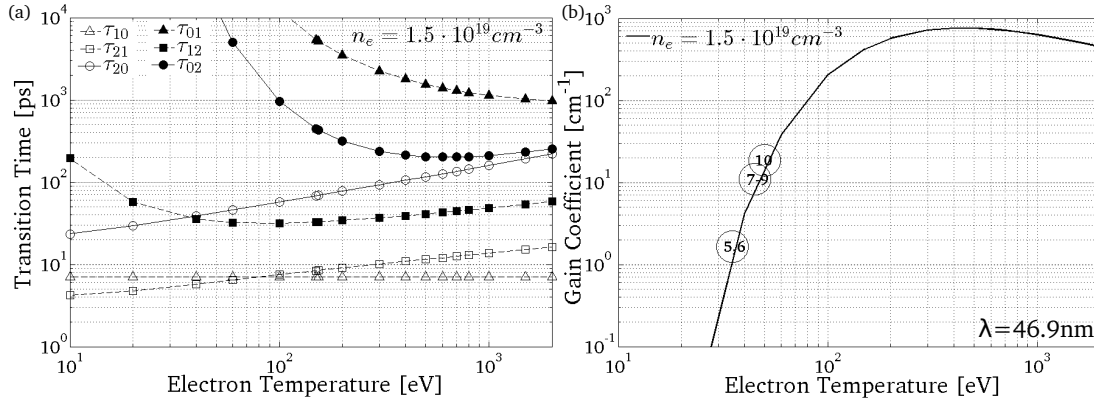 (a)
τ10 τ01
τ21 τ12
τ20 τ02
n_e = 1.5 · 10^19 cm^-3
10^4
10^3
10^2
10^1
10^0
Transition Time [ps]
10^1 10^2 10^3
Electron Temperature [eV]
(b)
n_e = 1.5 · 10^19 cm^-3
10^3
10^2
10^1
10^0
10^-1
Gain Coefficient [cm^-1]
10
7-9
5.6
λ=46.9nm
10^1 10^2 10^3
Electron Temperature [eV]